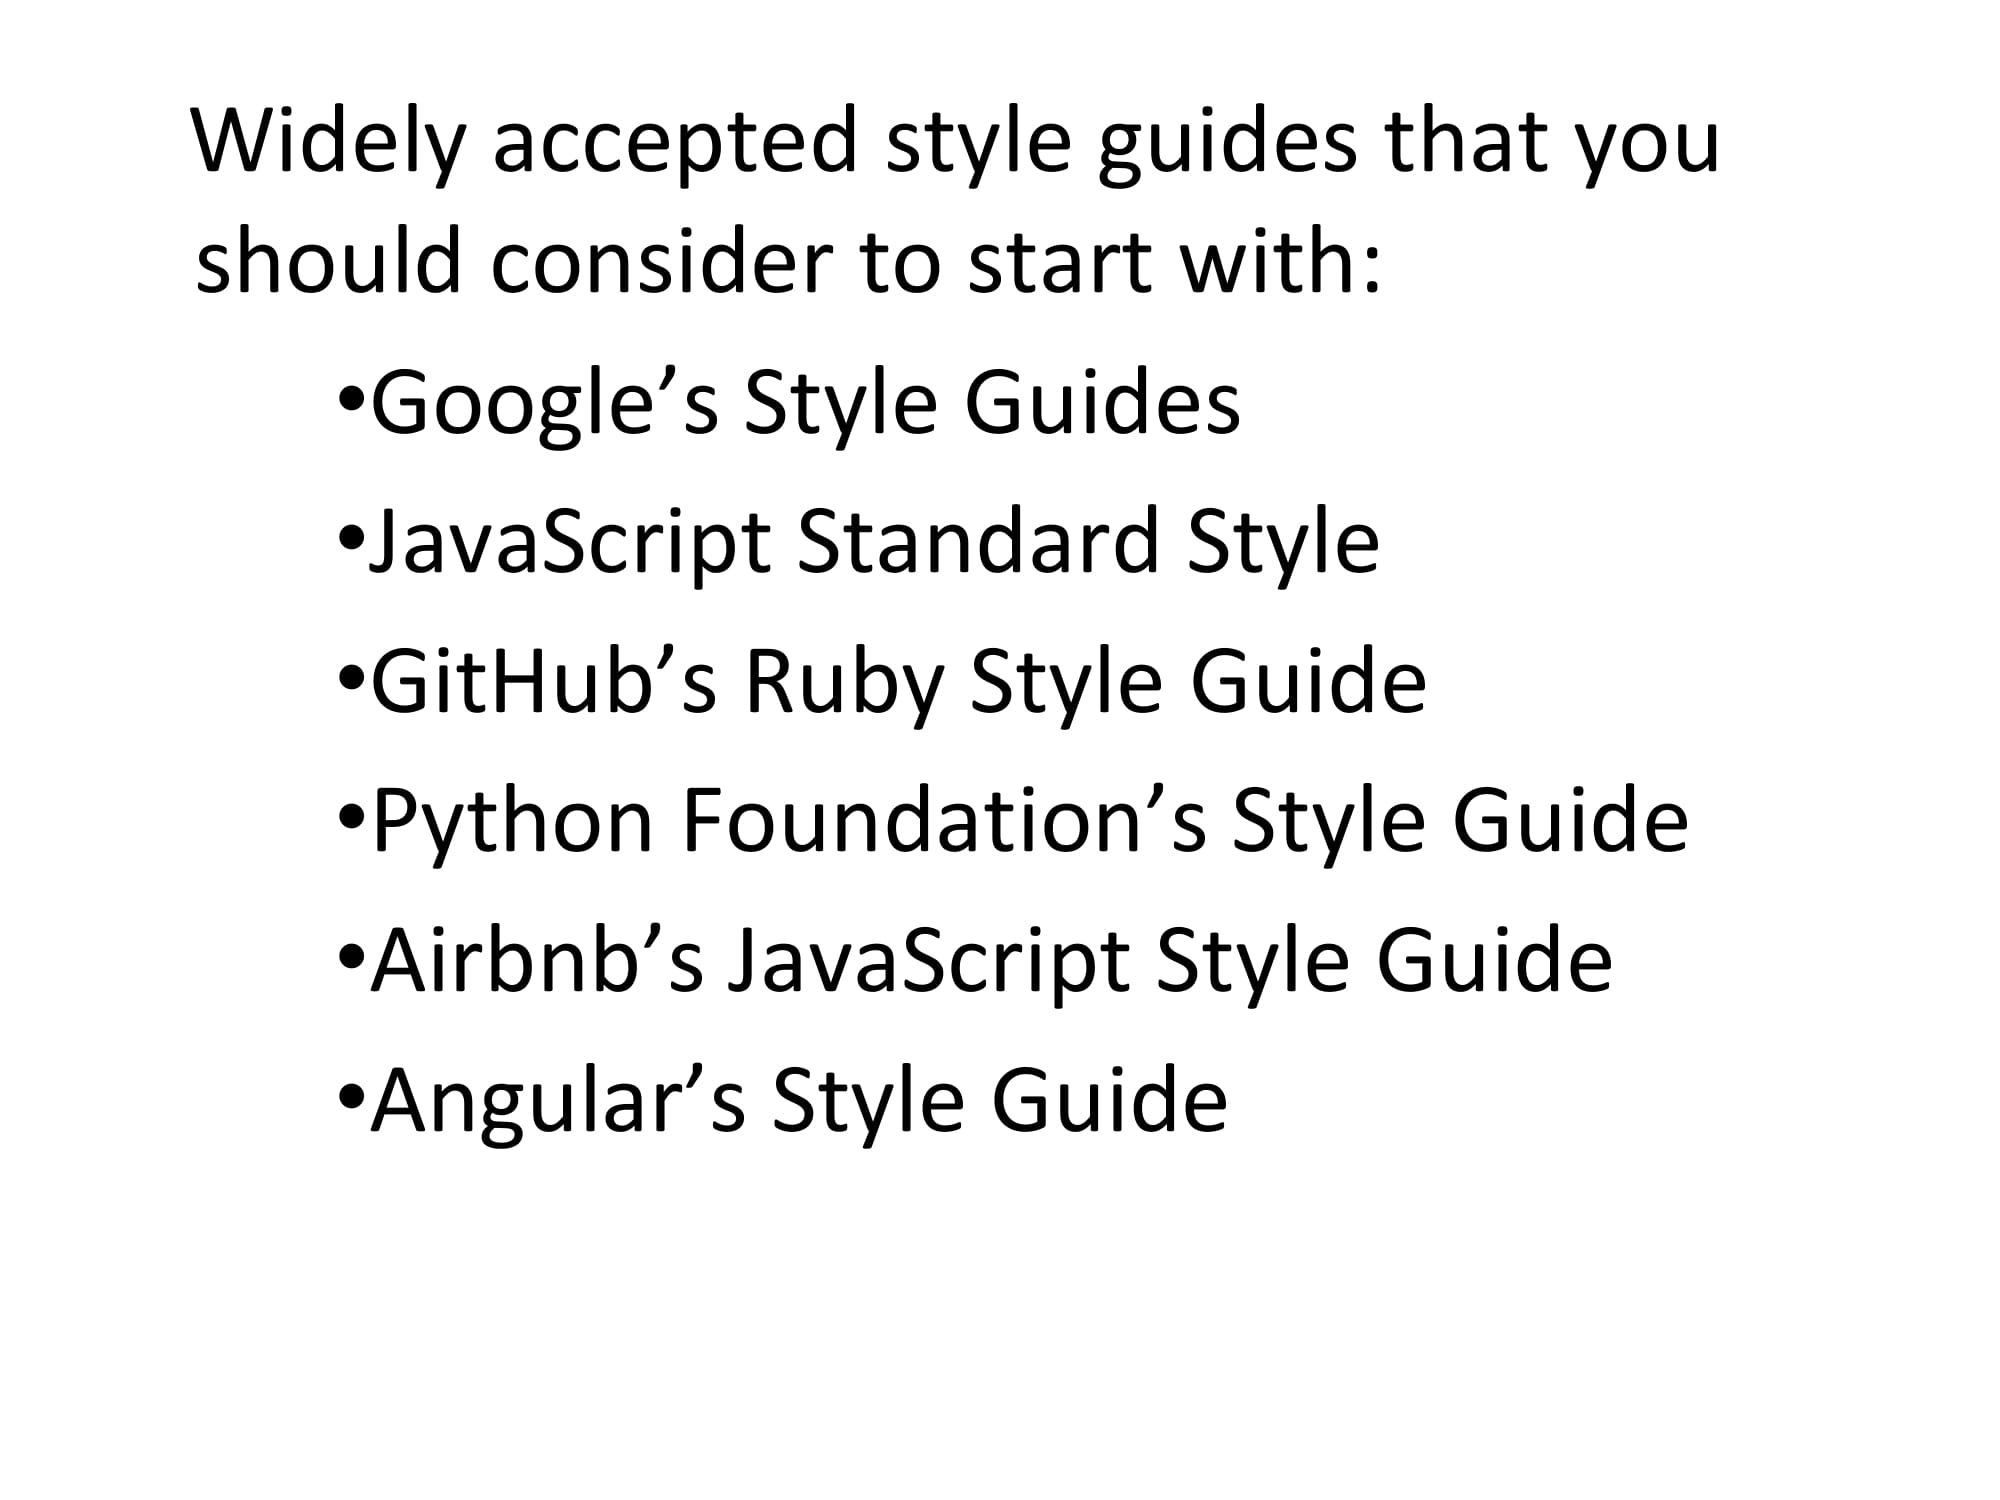 Widely accepted style guides that you
should consider to start with:
•Google’s Style Guides
•JavaScript Standard Style
•GitHub’s Ruby Style Guide
•Python Foundation’s Style Guide
•Airbnb’s JavaScript Style Guide
•Angular’s Style Guide